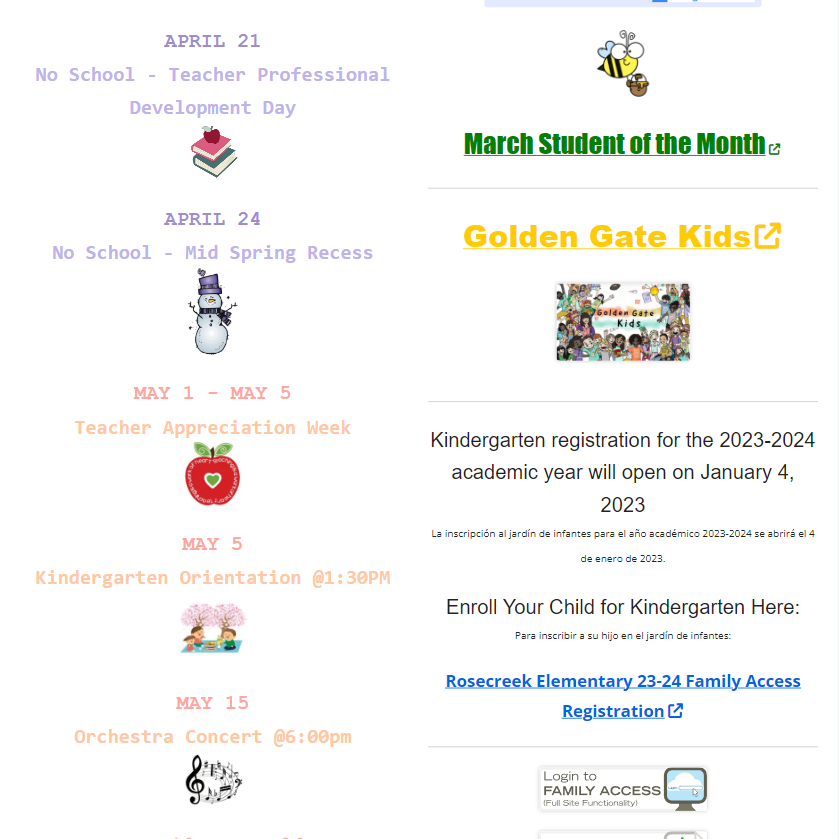 APRIL 21
No School - Teacher Professional
Development Day
APRIL 24
No School - Mid Spring Recess
MAY 1 - MAY 5
Teacher Appreciation Week
MAY 5
Kindergarten Orientation @1:30PM
MAY 15
Orchestra Concert @6:00pm
March Student of the Month
Golden Gate Kids
Golden Gate
Kids
Kindergarten registration for the 2023-2024
academic year will open on January 4,
2023
La inscripción al jardín de infantes para el año académico 2023-2024 se abrirá el 4
de enero de 2023.
Enroll Your Child for Kindergarten Here:
Para inscribir a su hijo en el jardín de infantes:
Rosecreek Elementary 23-24 Family Access
Registration
Login to
FAMILY ACCESS
(Full Site Functionality)